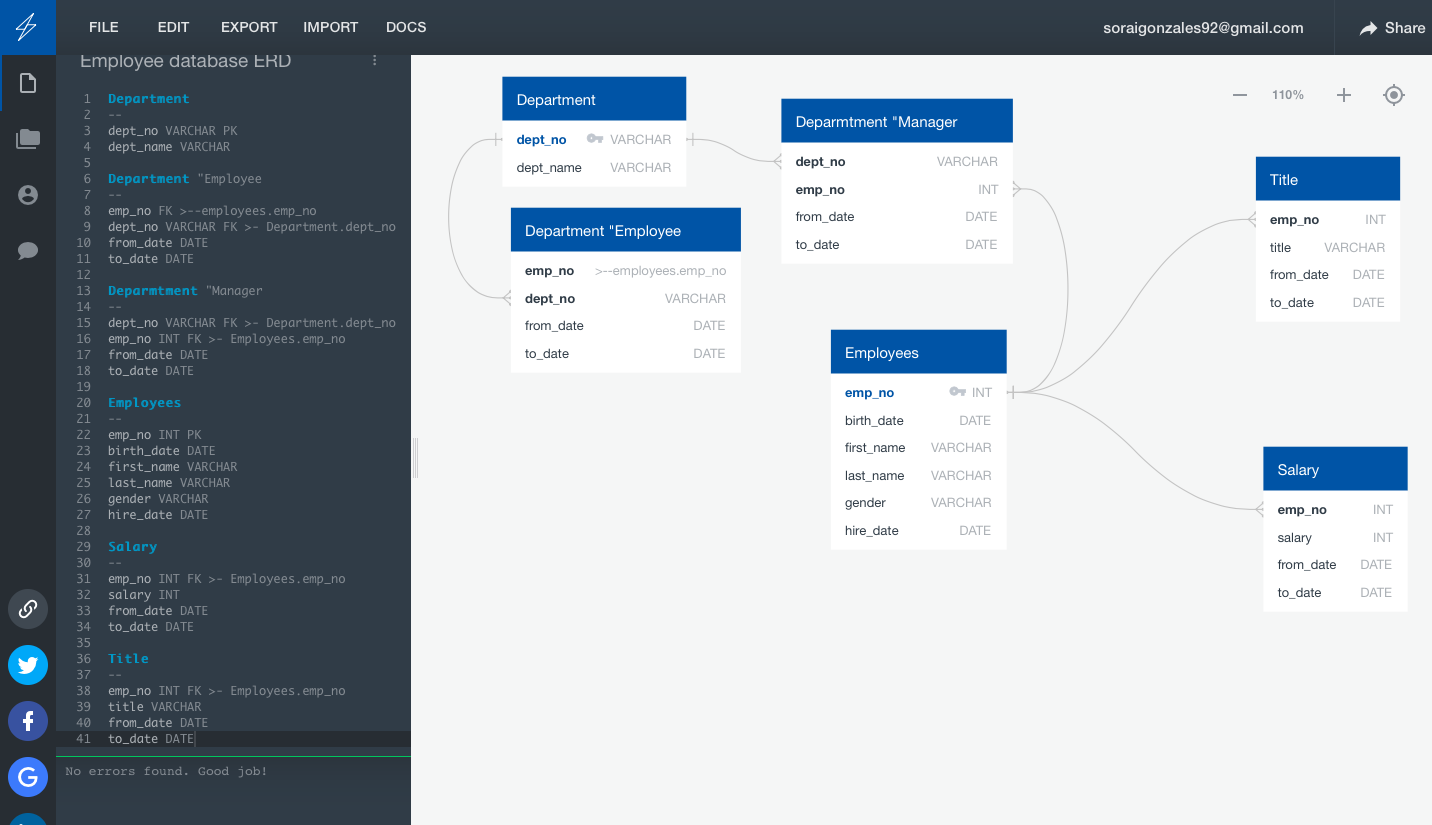 FILE EDIT EXPORT IMPORT DOCS soraigonzales92@gmail.com Share
Employee database ERD
1 Department
2 --
3 dept_no VARCHAR PK
4 dept_name VARCHAR
5
6 Department "Employee
7 --
8 emp_no FK >--employees.emp_no
9 dept_no VARCHAR FK >- Department.dept_no
10 from_date DATE
11 to_date DATE
12
13 Deparmtment "Manager
14 --
15 dept_no VARCHAR FK >- Department.dept_no
16 emp_no INT FK >- Employees.emp_no
17 from_date DATE
18 to_date DATE
19
20 Employees
21 --
22 emp_no INT PK
23 birth_date DATE
24 first_name VARCHAR
25 last_name VARCHAR
26 gender VARCHAR
27 hire_date DATE
28
29 Salary
30 --
31 emp_no INT FK >- Employees.emp_no
32 salary INT
33 from_date DATE
34 to_date DATE
35
36 Title
37 --
38 emp_no INT FK >- Employees.emp_no
39 title VARCHAR
40 from_date DATE
41 to_date DATE
No errors found. Good job!
110%
Department
dept_no VARCHAR
dept_name VARCHAR
Department "Employee
emp_no >--employees.emp_no
dept_no VARCHAR
from_date DATE
to_date DATE
Deparmtment "Manager
dept_no VARCHAR
emp_no INT
from_date DATE
to_date DATE
Employees
emp_no INT
birth_date DATE
first_name VARCHAR
last_name VARCHAR
gender VARCHAR
hire_date DATE
Title
emp_no INT
title VARCHAR
from_date DATE
to_date DATE
Salary
emp_no INT
salary INT
from_date DATE
to_date DATE